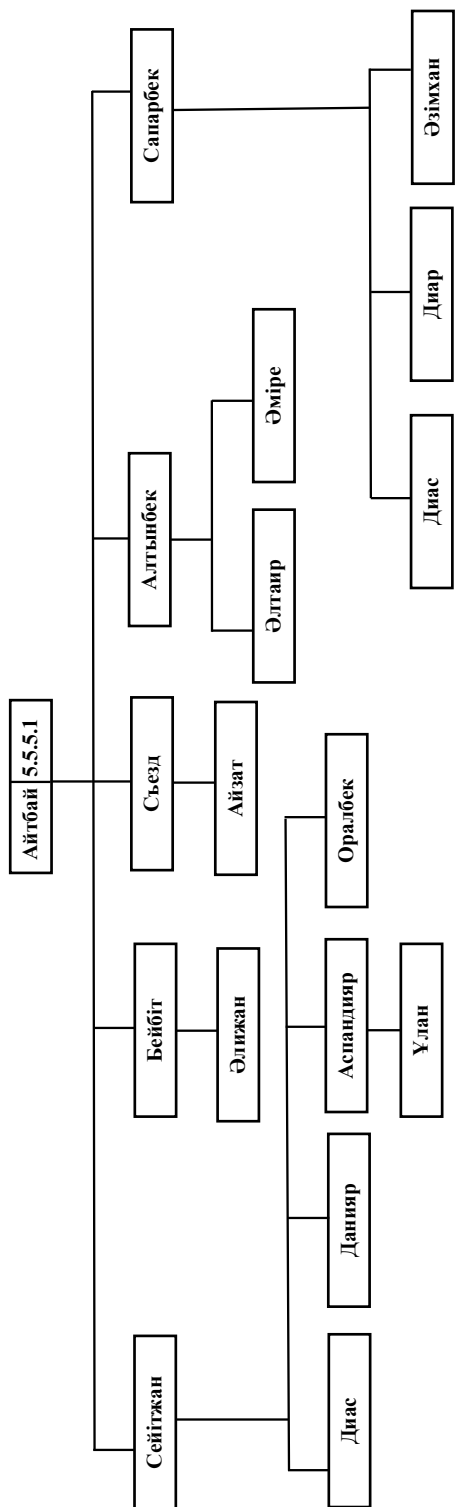 Айтбай 5.5.5.1
Сейітжан
Бейбіт
Съезд
Алтынбек
Сапарбек
Әлижан
Айзат
Әлтаир
Әміре
Диас
Данияр
Аспандияр
Оралбек
Диас
Диар
Әзімхан
Ұлан